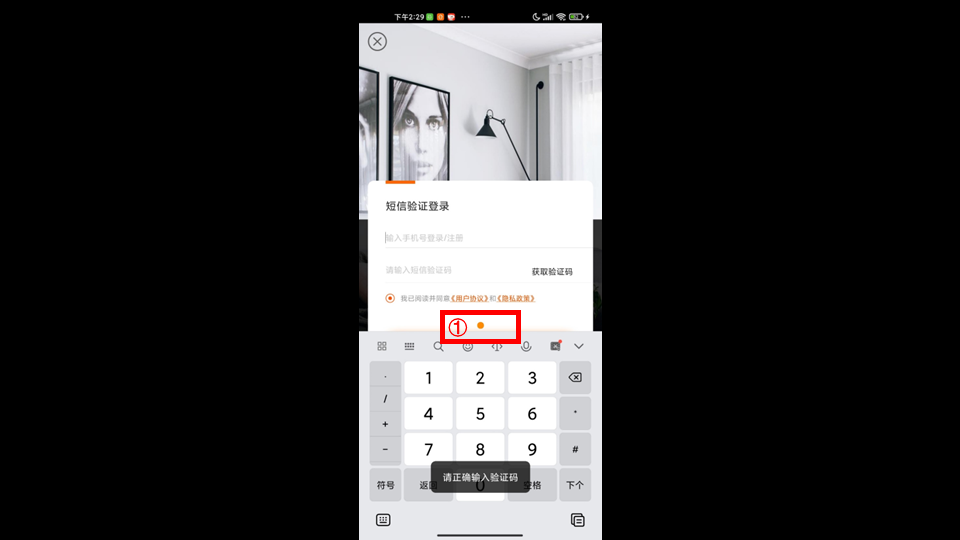 下午2:29
短信验证登录
输入手机号登录/注册
请输入短信验证码
获取验证码
我已阅读并同意《用户协议》和《隐私政策》
①
1 2 3
/
4 5 6
+
7 8 9 #
-
请正确输入验证码
符号 返回 0 空格 下个